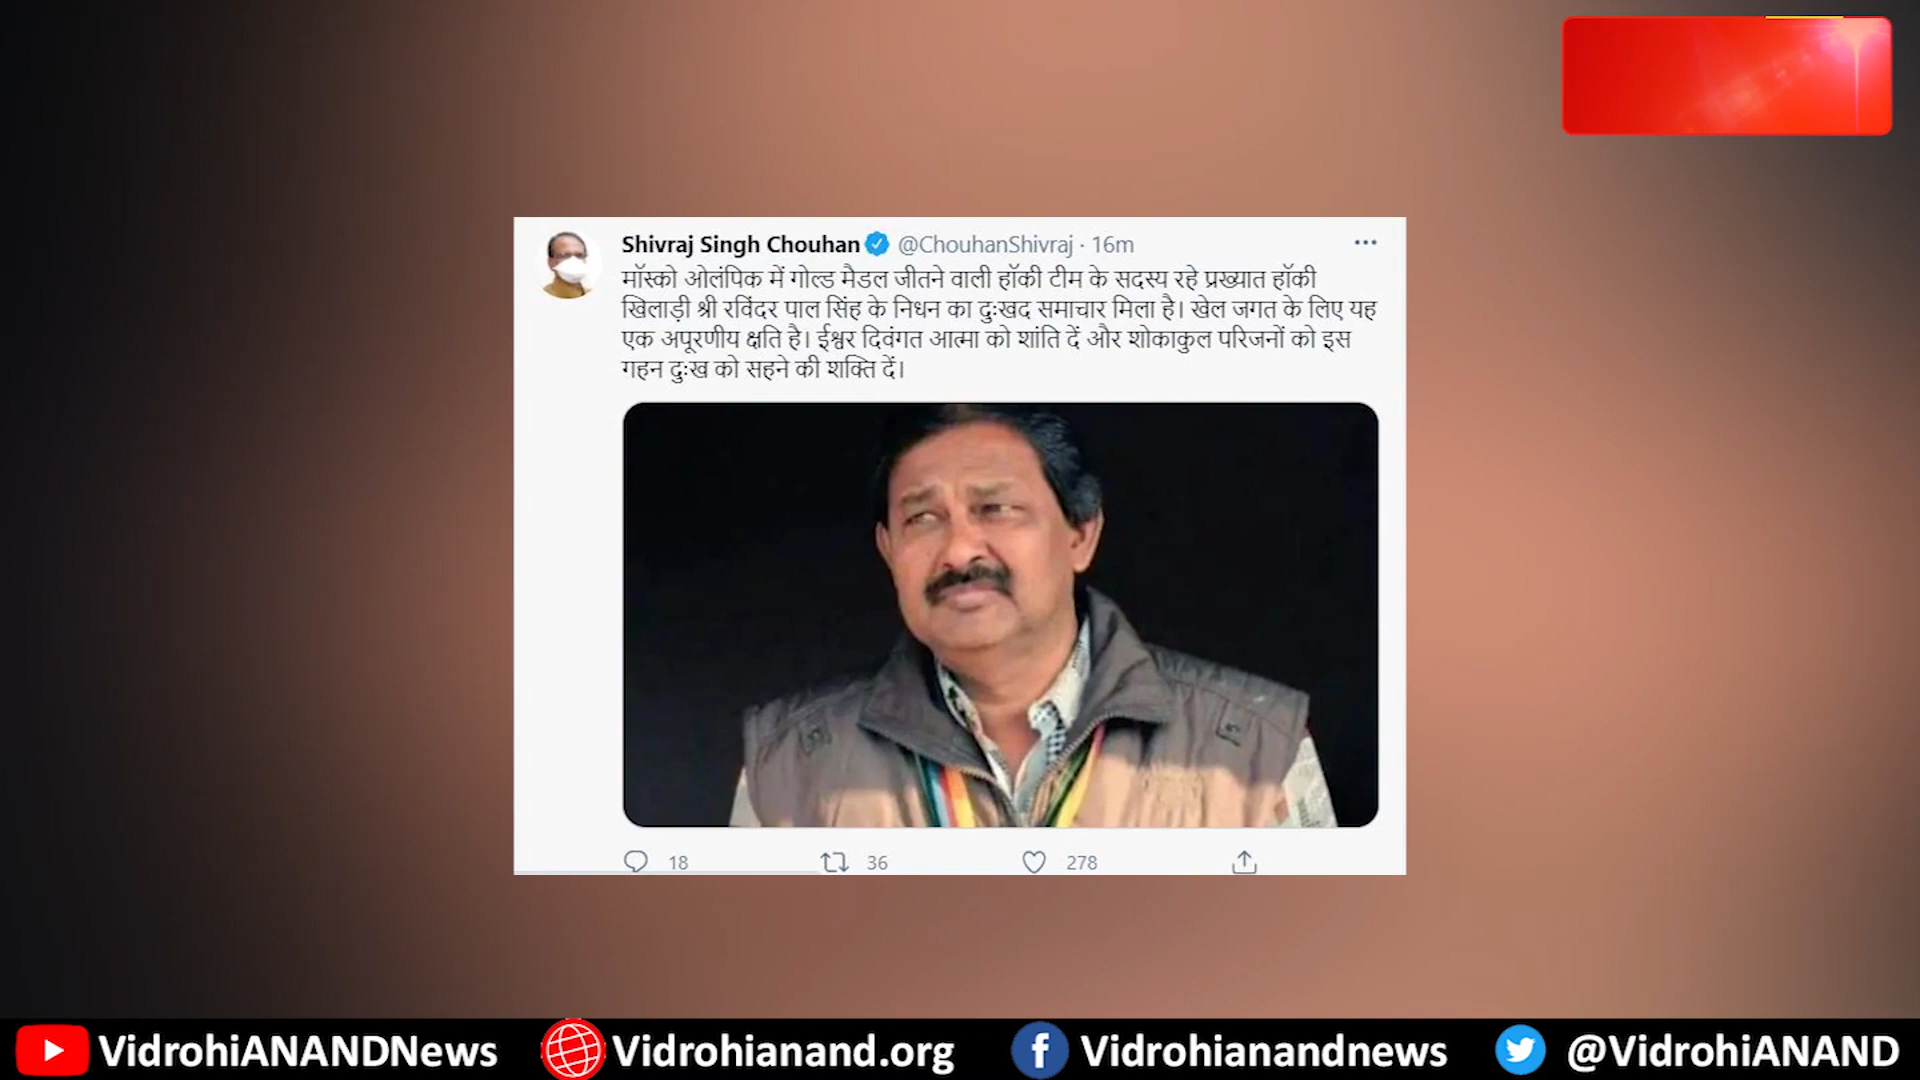 Shivraj Singh Chouhan @ChouhanShivraj · 16m
मॉस्को ओलंपिक में गोल्ड मैडल जीतने वाली हॉकी टीम के सदस्य रहे प्रख्यात हॉकी
खिलाड़ी श्री रविंदर पाल सिंह के निधन का दुःखद समाचार मिला है। खेल जगत के लिए यह
एक अपूरणीय क्षति है। ईश्वर दिवंगत आत्मा को शांति दें और शोकाकुल परिजनों को इस
गहन दुःख को सहने की शक्ति दें।
18 36 278
VidrohiANANDNews Vidrohianand.org Vidrohianandnews @VidrohiANAND